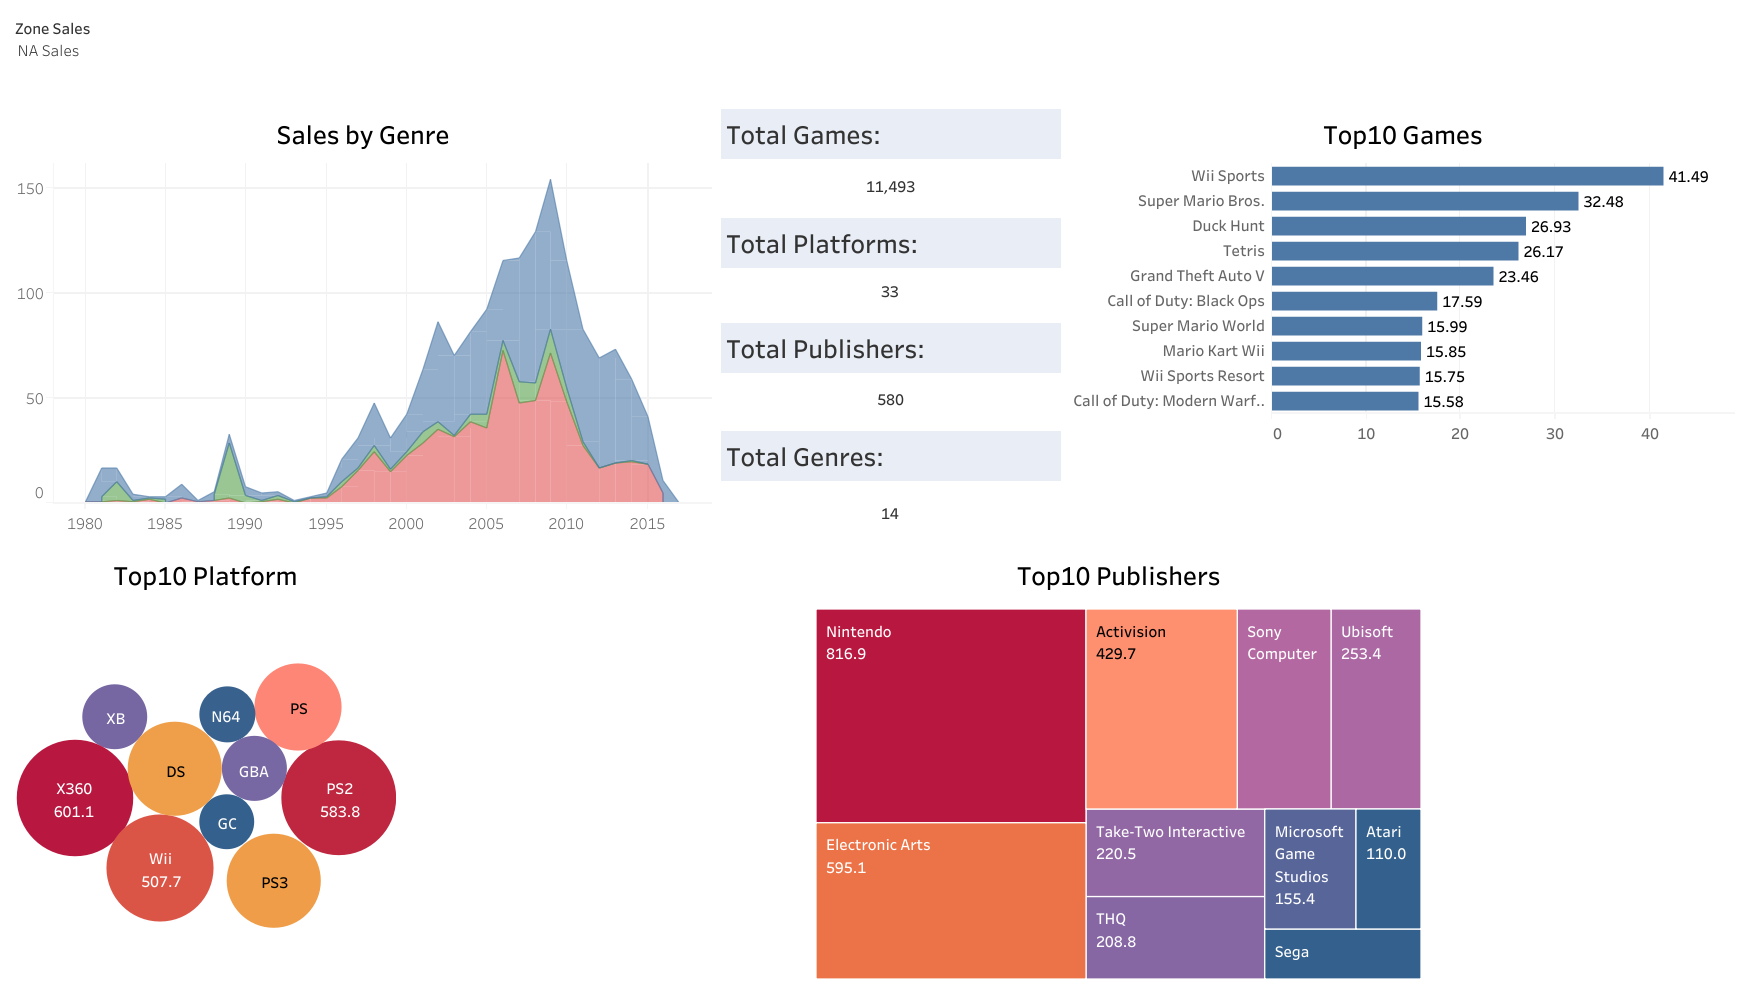 Zone Sales
NA Sales
Sales by Genre
150
100
50
0
1980
1985
1990
1995
2000
2005
2010
2015
Total Games:
11,493
Total Platforms:
33
Total Publishers:
580
Total Genres:
14
Top10 Games
Wii Sports
41.49
Super Mario Bros.
32.48
Duck Hunt
26.93
Tetris
26.17
Grand Theft Auto V
23.46
Call of Duty: Black Ops
17.59
Super Mario World
15.99
Mario Kart Wii
15.85
Wii Sports Resort
15.75
Call of Duty: Modern Warf..
15.58
0
10
20
30
40
Top10 Platform
XB
N64
PS
DS
GBA
X360
601.1
PS2
583.8
GC
Wii
507.7
PS3
Top10 Publishers
Nintendo
816.9
Activision
429.7
Sony
Computer
Ubisoft
253.4
Electronic Arts
595.1
Take-Two Interactive
220.5
Microsoft
Game
Studios
155.4
Atari
110.0
THQ
208.8
Sega